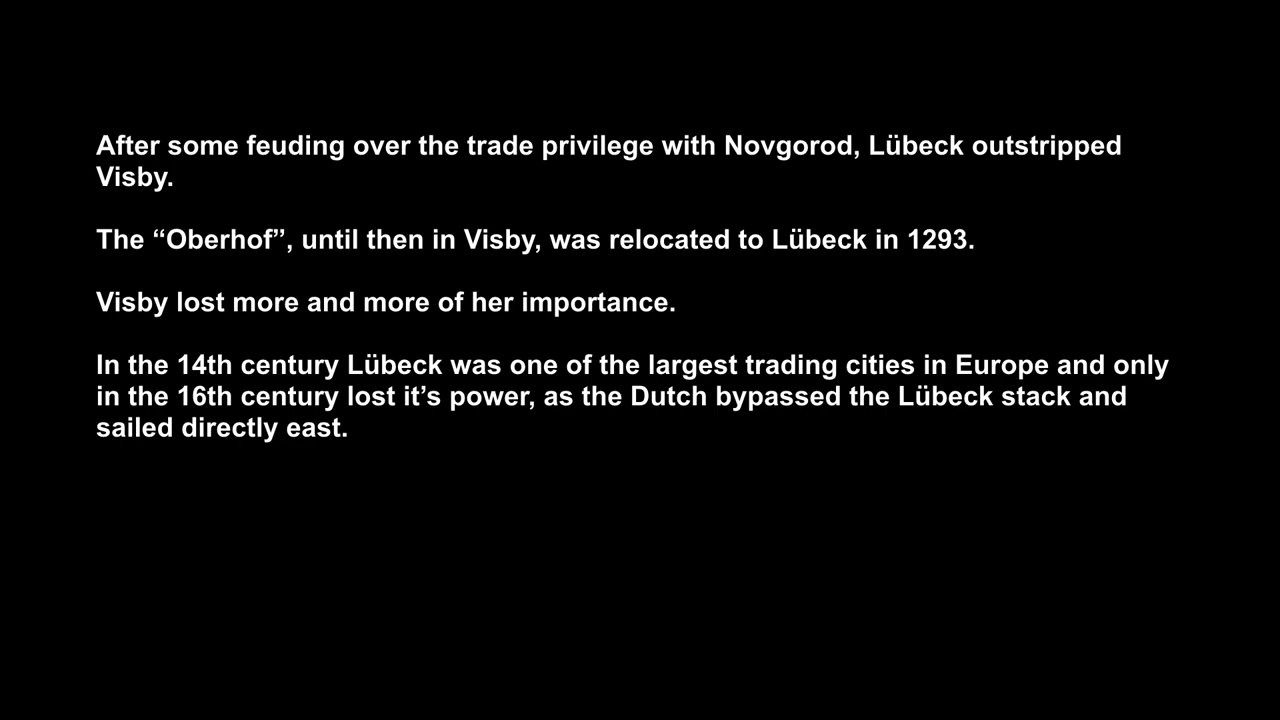 After some feuding over the trade privilege with Novgorod, Lübeck outstripped
Visby.
The “Oberhof”, until then in Visby, was relocated to Lübeck in 1293.
Visby lost more and more of her importance.
In the 14th century Lübeck was one of the largest trading cities in Europe and only
in the 16th century lost it’s power, as the Dutch bypassed the Lübeck stack and
sailed directly east.